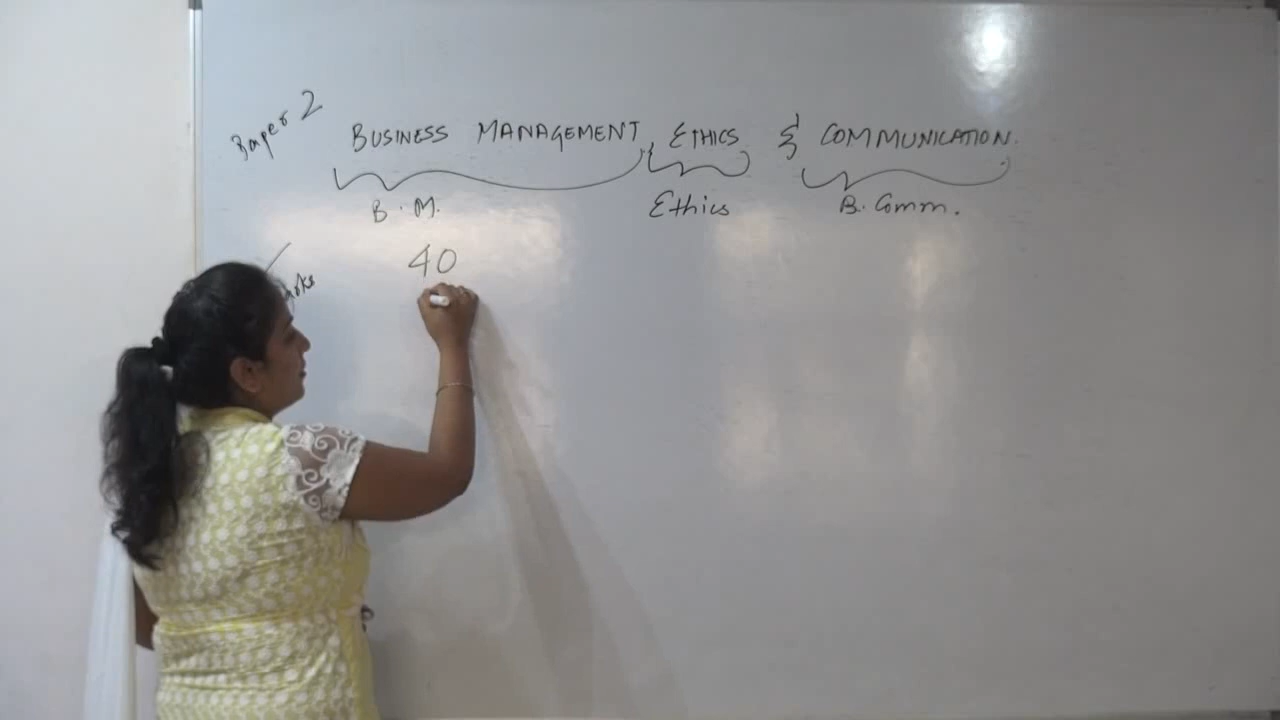 Paper 2
BUSINESS MANAGEMENT, ETHICS & COMMUNICATION.
B. M. Ethics B. Comm.
40